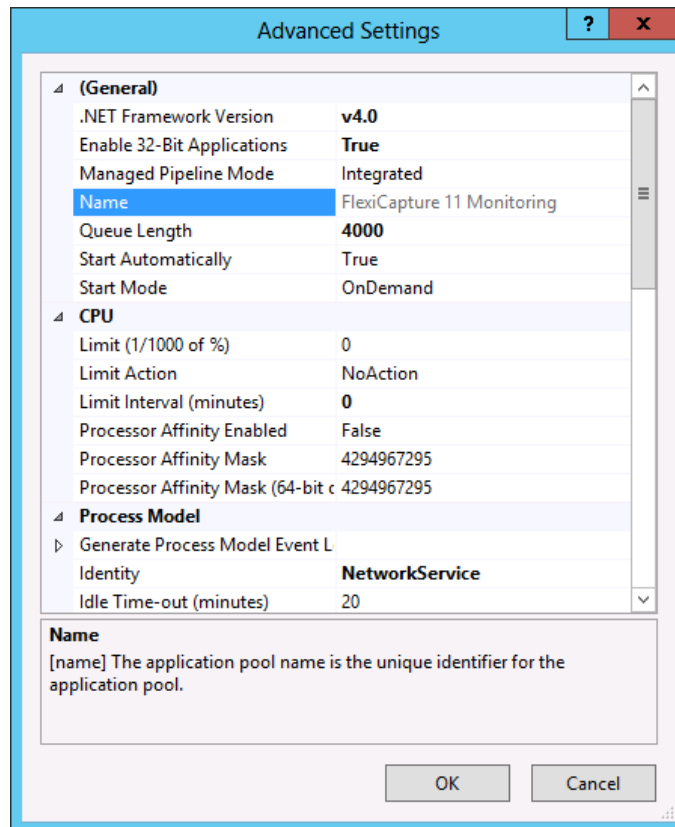 Advanced Settings
?
x
(General)
.NET Framework Version v4.0
Enable 32-Bit Applications True
Managed Pipeline Mode Integrated
Name FlexiCapture 11 Monitoring
Queue Length 4000
Start Automatically True
Start Mode OnDemand
CPU
Limit (1/1000 of %) 0
Limit Action NoAction
Limit Interval (minutes) 0
Processor Affinity Enabled False
Processor Affinity Mask 4294967295
Processor Affinity Mask (64-bit c 4294967295
Process Model
Generate Process Model Event L
Identity NetworkService
Idle Time-out (minutes) 20
Name
[name] The application pool name is the unique identifier for the
application pool.
OK Cancel